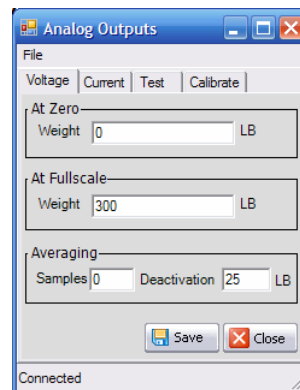 Analog Outputs
File
Voltage Current Test Calibrate
At Zero
Weight 0 LB
At Fullscale
Weight 300 LB
Averaging
Samples 0 Deactivation 25 LB
Save Close
Connected